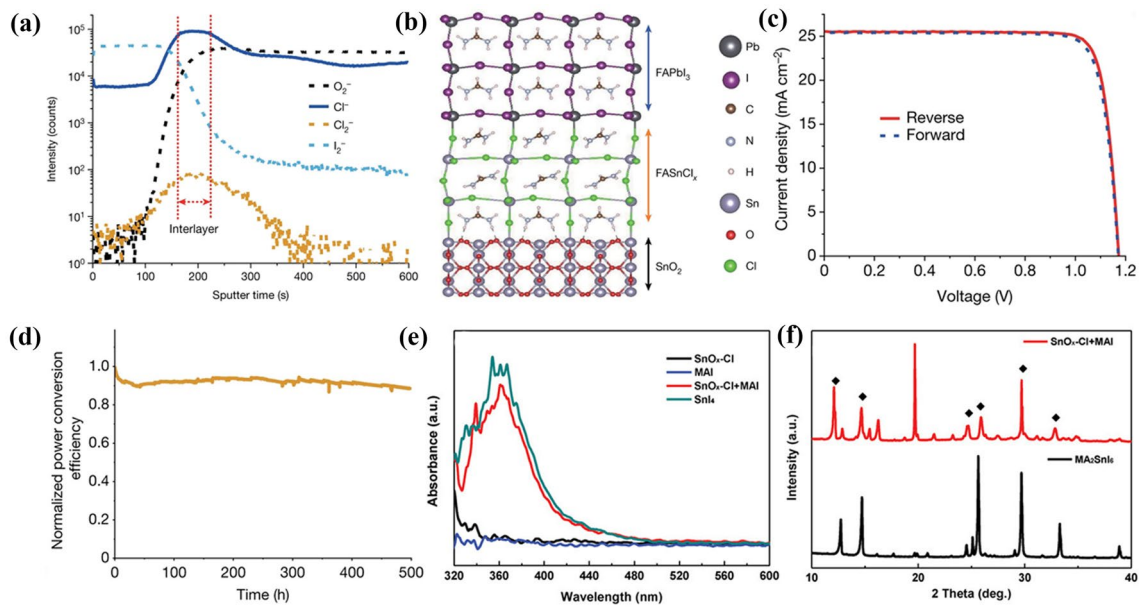 (a)
10⁵
10⁴
10³
10²
10¹
10⁰
Intensity (counts)
O₂⁻
Cl⁻
Cl₂⁻
I₂⁻
Interlayer
0 100 200 300 400 500 600
Sputter time (s)
(b)
FAPbI₃
FASnClₓ
SnO₂
Pb
I
C
N
H
Sn
O
Cl
(c)
25
20
15
10
5
0
Current density (mA cm⁻²)
Reverse
Forward
0 0.2 0.4 0.6 0.8 1.0 1.2
Voltage (V)
(d)
1.0
0.8
0.6
0.4
0.2
0
Normalized power conversion
efficiency
0 100 200 300 400 500
Time (h)
(e)
Absorbance (a.u.)
SnOₓ-Cl
MAI
SnOₓ-Cl+MAI
SnI₄
320 360 400 440 480 520 560 600
Wavelength (nm)
(f)
Intensity (a.u.)
SnOₓ-Cl+MAI
MA₂SnI₆
10 20 30 40
2 Theta (deg.)